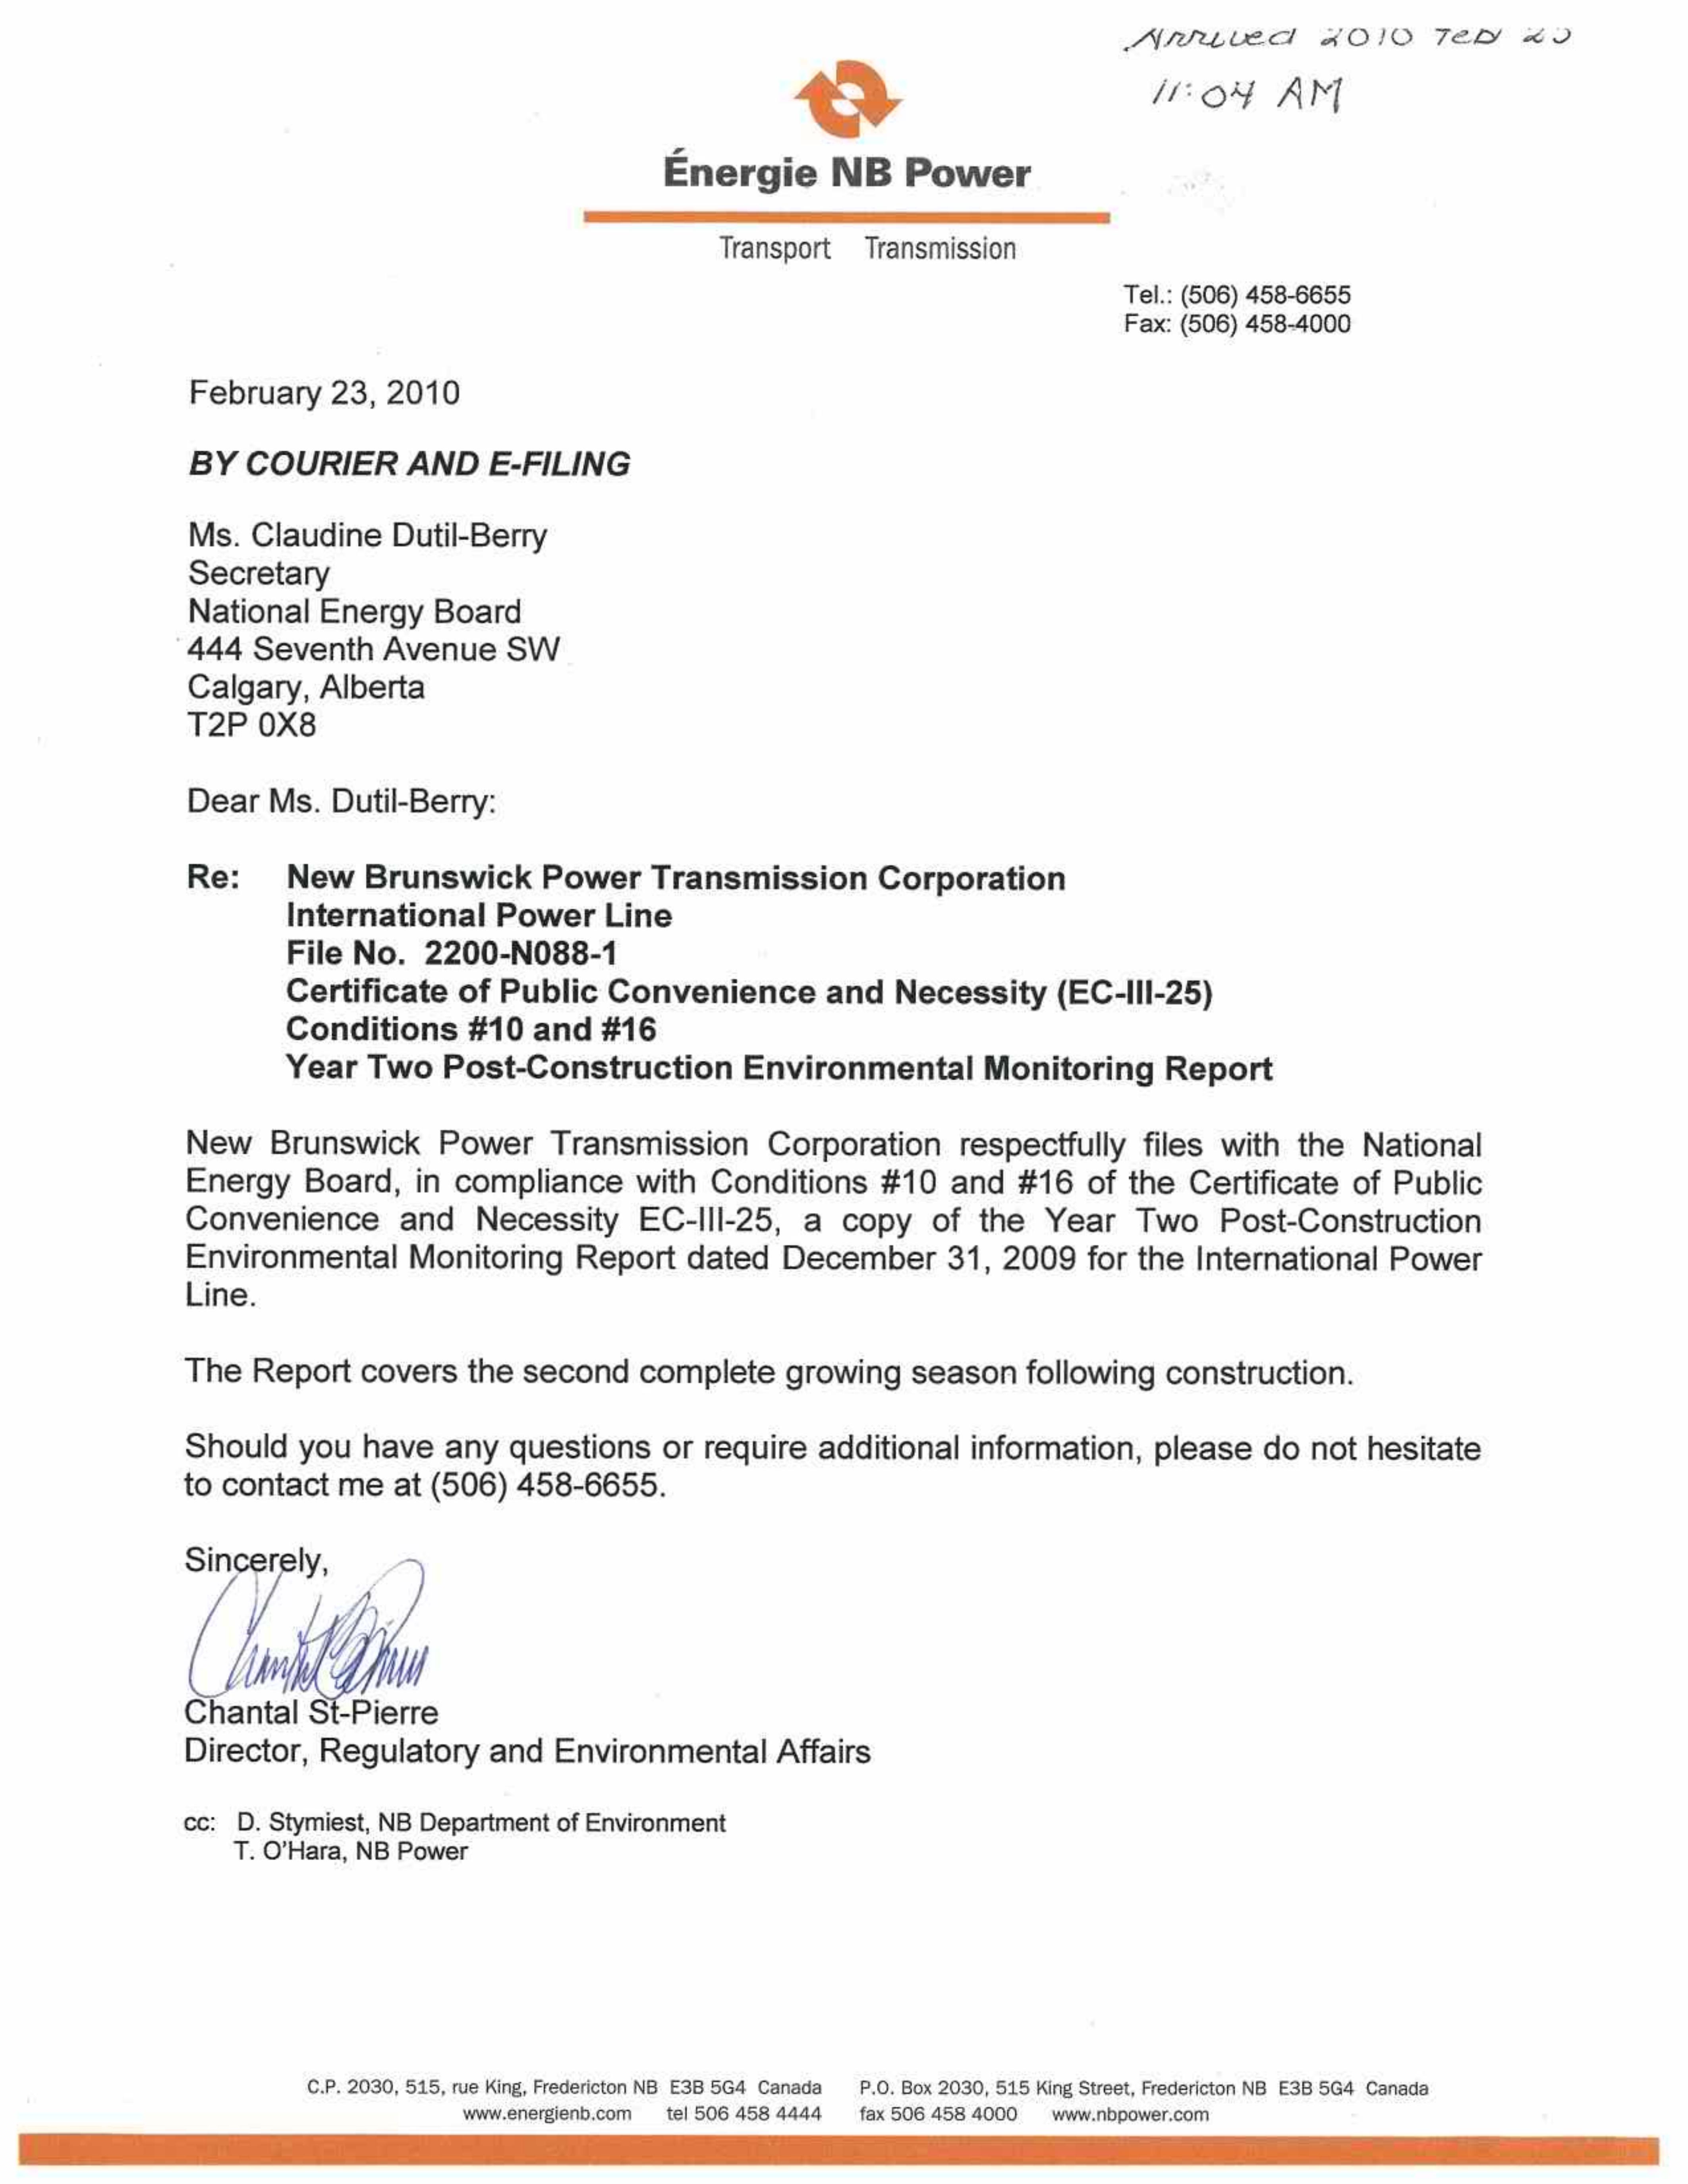 Arrived 2010 Feb
11:04 AM
Énergie NB Power
Transport Transmission
Tel.: (506) 458-6655
Fax: (506) 458-4000
February 23, 2010
BY COURIER AND E-FILING
Ms. Claudine Dutil-Berry
Secretary
National Energy Board
444 Seventh Avenue SW
Calgary, Alberta
T2P 0X8
Dear Ms. Dutil-Berry:
Re: New Brunswick Power Transmission Corporation
International Power Line
File No. 2200-N088-1
Certificate of Public Convenience and Necessity (EC-III-25)
Conditions #10 and #16
Year Two Post-Construction Environmental Monitoring Report
New Brunswick Power Transmission Corporation respectfully files with the National
Energy Board, in compliance with Conditions #10 and #16 of the Certificate of Public
Convenience and Necessity EC-III-25, a copy of the Year Two Post-Construction
Environmental Monitoring Report dated December 31, 2009 for the International Power
Line.
The Report covers the second complete growing season following construction.
Should you have any questions or require additional information, please do not hesitate
to contact me at (506) 458-6655.
Sincerely,
Chantal St-Pierre
Director, Regulatory and Environmental Affairs
cc: D. Stymiest, NB Department of Environment
T. O'Hara, NB Power
C.P. 2030, 515, rue King, Fredericton NB E3B 5G4 Canada P.O. Box 2030, 515 King Street, Fredericton NB E3B 5G4 Canada
www.energienb.com tel 506 458 4444 fax 506 458 4000 www.nbpower.com